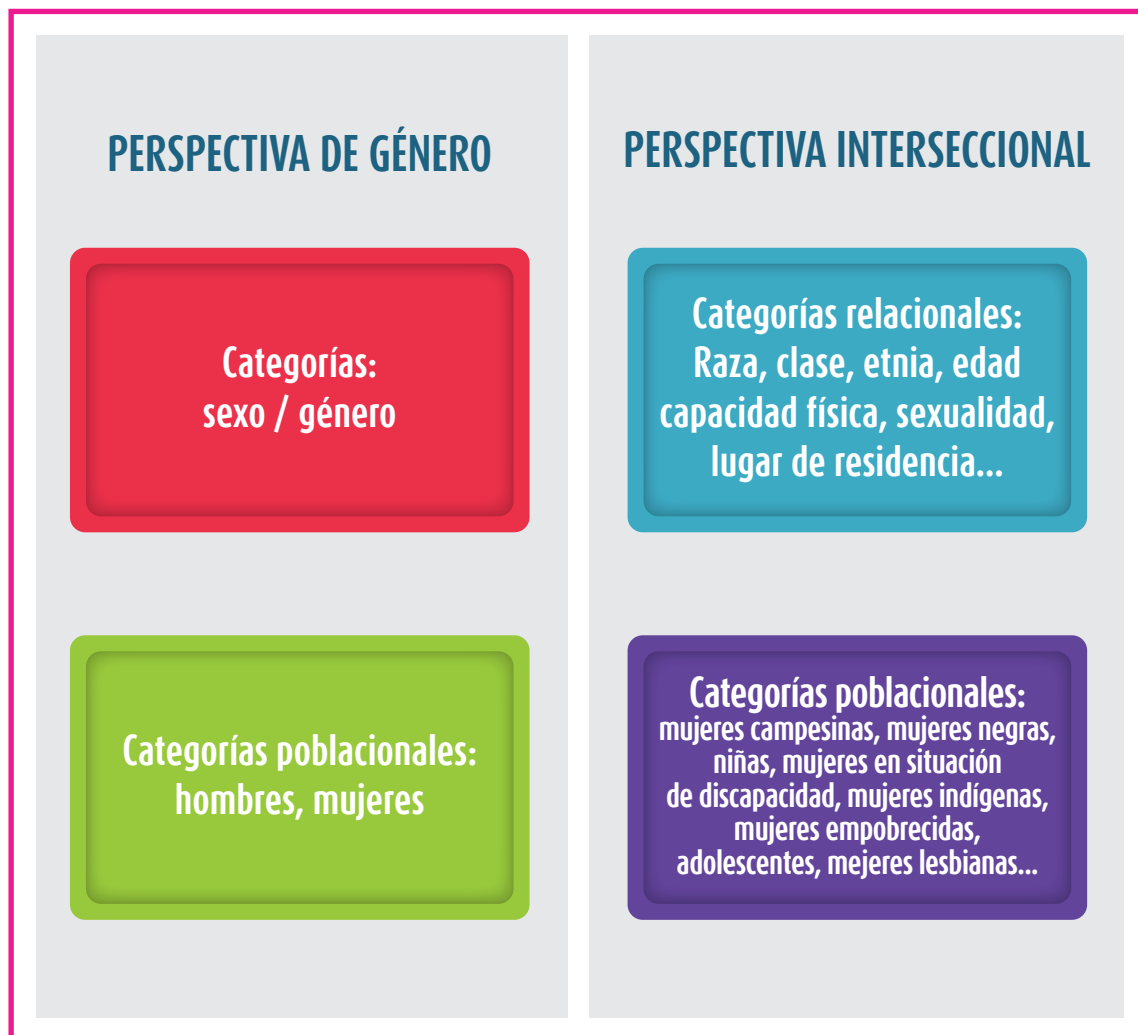 PERSPECTIVA DE GÉNERO
Categorías:
sexo / género
Categorías poblacionales:
hombres, mujeres
PERSPECTIVA INTERSECCIONAL
Categorías relacionales:
Raza, clase, etnia, edad
capacidad física, sexualidad,
lugar de residencia...
Categorías poblacionales:
mujeres campesinas, mujeres negras,
niñas, mujeres en situación
de discapacidad, mujeres indígenas,
mujeres empobrecidas,
adolescentes, mejeres lesbianas...